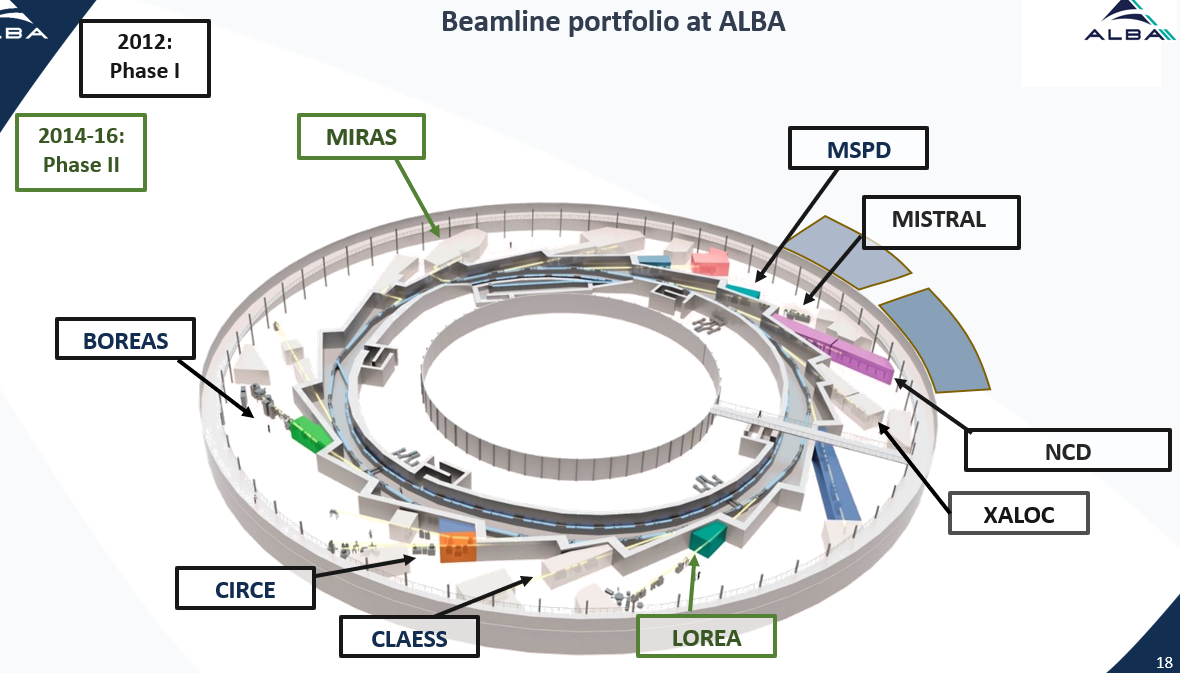 Beamline portfolio at ALBA
LBA
ALBA
2012:
Phase I
2014-16:
Phase II
MIRAS
MSPD
MISTRAL
BOREAS
NCD
XALOC
CIRCE
CLAESS
LOREA
18